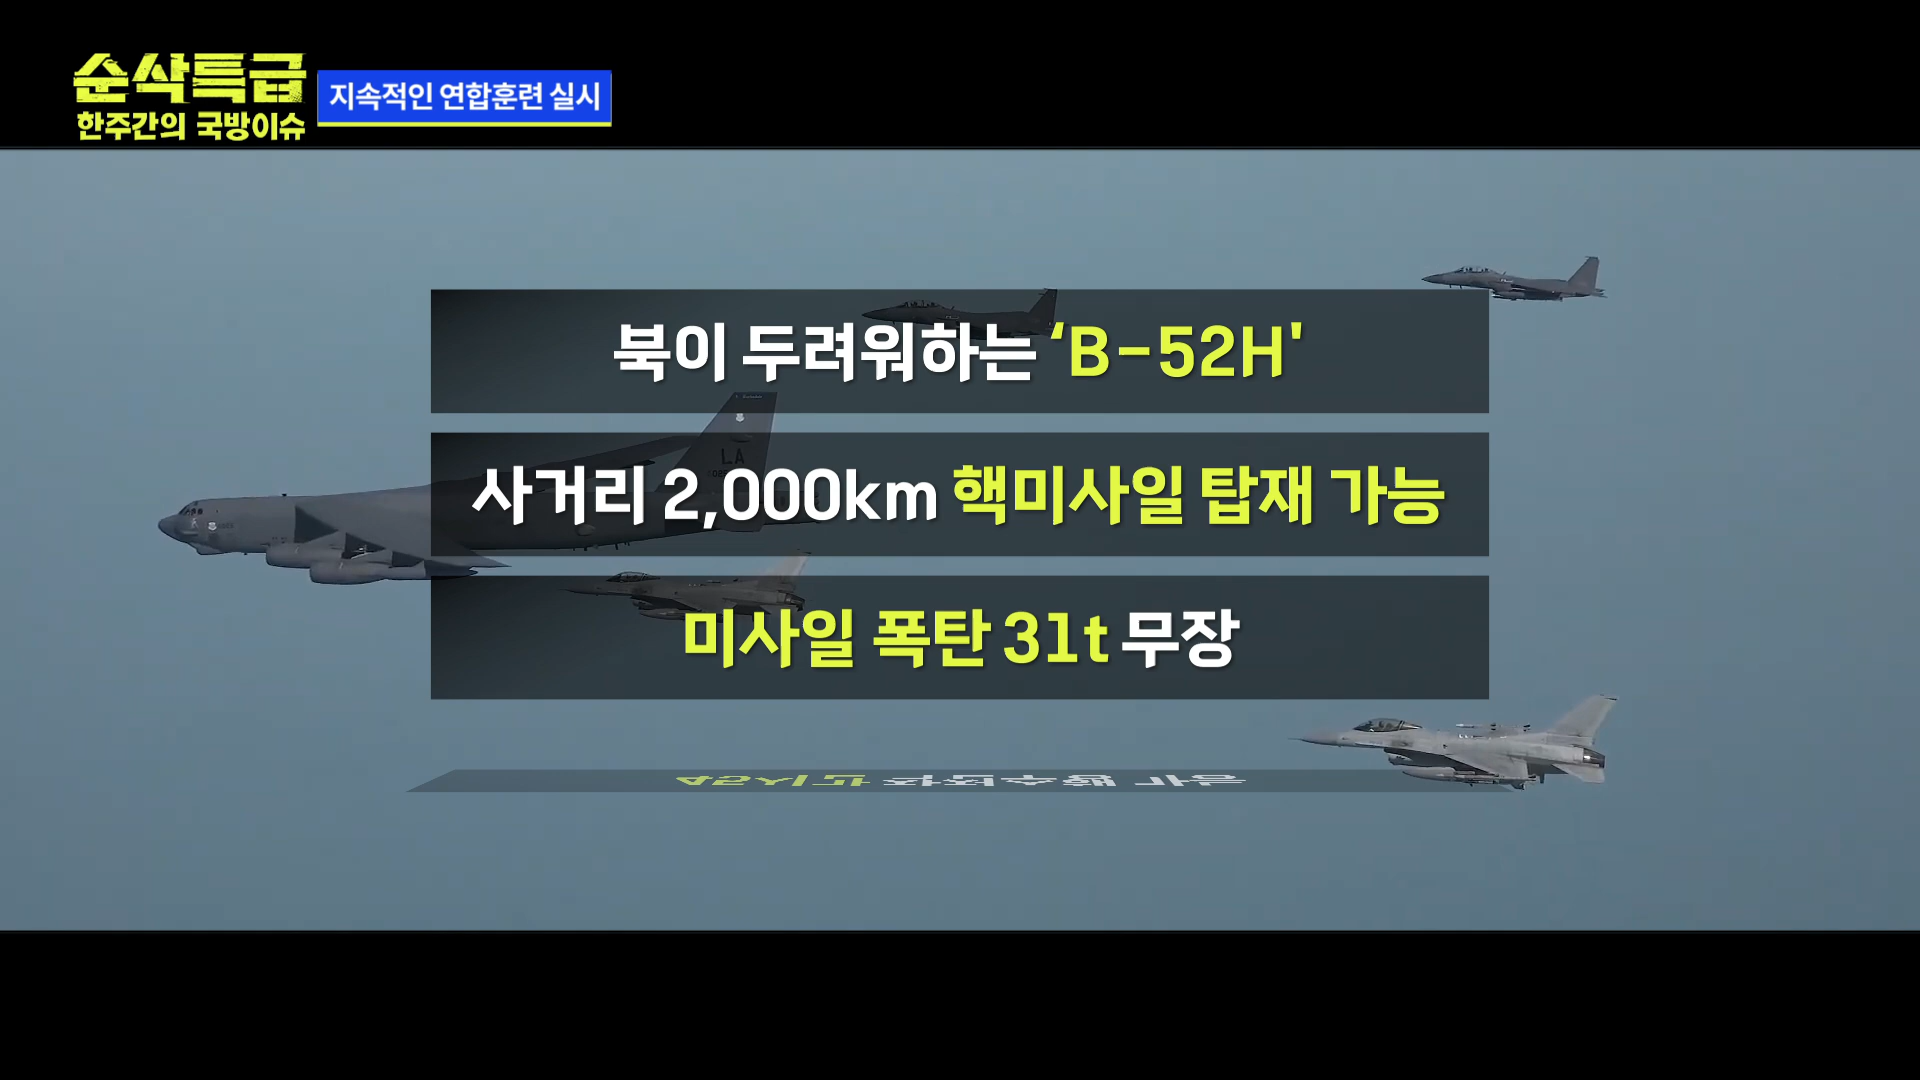 순삭특급
한주간의 국방이슈
지속적인 연합훈련 실시
북이 두려워하는 ‘B-52H'
사거리 2,000km 핵미사일 탑재 가능
미사일 폭탄 31t 무장
LA